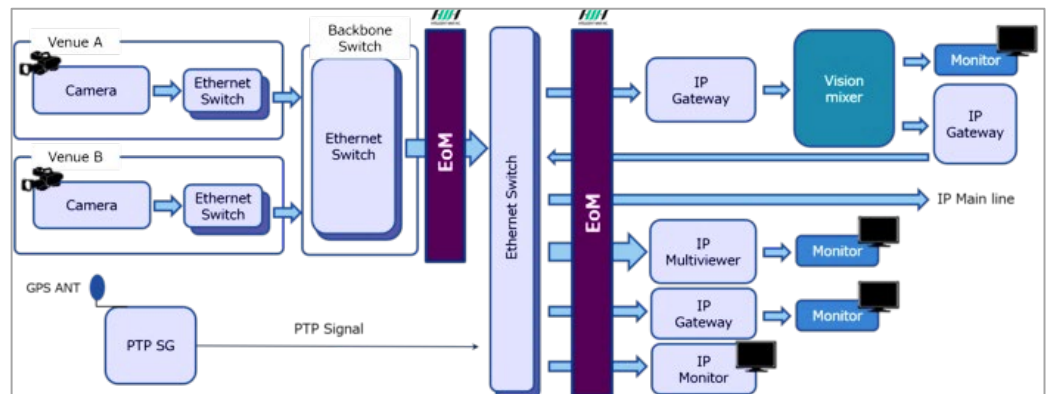 Venue A
Camera
Ethernet
Switch
Venue B
Camera
Ethernet
Switch
Backbone
Switch
Ethernet
Switch
EoM
Ethernet Switch
EoM
IP
Gateway
Vision
mixer
Monitor
IP
Gateway
IP Main line
IP
Multiviewer
Monitor
IP
Gateway
Monitor
IP
Monitor
GPS ANT
PTP SG
PTP Signal